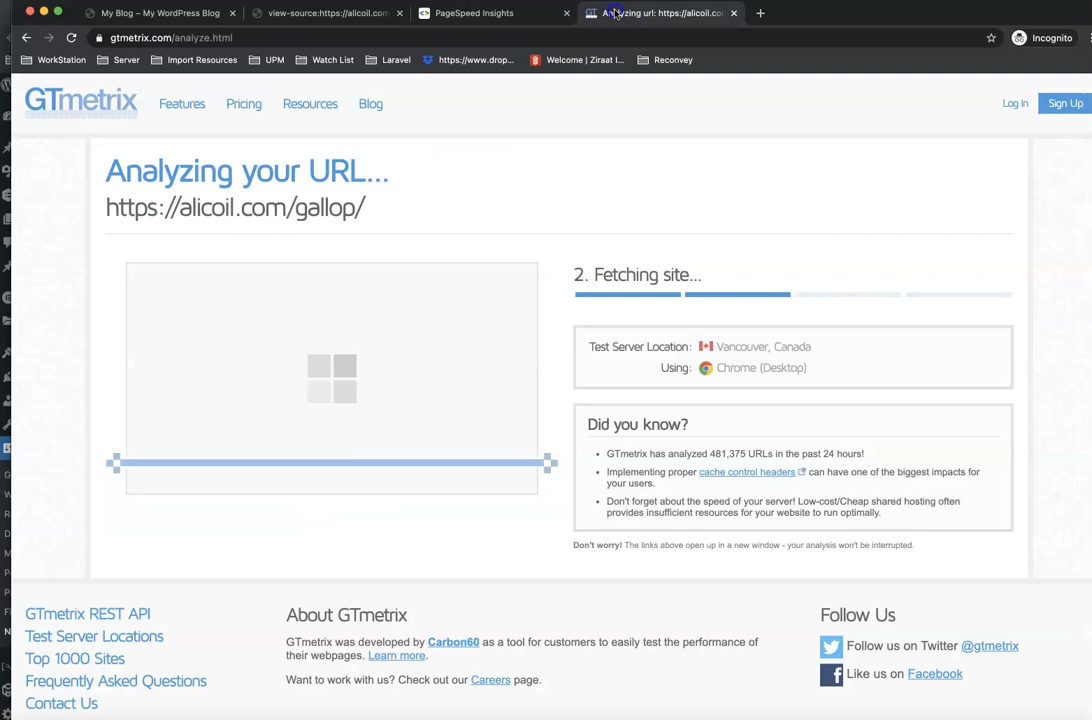 My Blog – My WordPress Blog
view-source:https://alicoil.com
PageSpeed Insights
Analyzing url: https://alicoil.co
gtmetrix.com/analyze.html
Incognito
WorkStation
Server
Import Resources
UPM
Watch List
Laravel
https://www.drop...
Welcome | Ziraat I...
Reconvey
GTmetrix
Features
Pricing
Resources
Blog
Log In
Sign Up
Analyzing your URL...
https://alicoil.com/gallop/
2. Fetching site...
Test Server Location: Vancouver, Canada
Using: Chrome (Desktop)
Did you know?
• GTmetrix has analyzed 481,375 URLs in the past 24 hours!
• Implementing proper cache control headers can have one of the biggest impacts for
your users.
• Don't forget about the speed of your server! Low-cost/Cheap shared hosting often
provides insufficient resources for your website to run optimally.
Don't worry! The links above open up in a new window - your analysis won't be interrupted.
GTmetrix REST API
Test Server Locations
Top 1000 Sites
Frequently Asked Questions
Contact Us
About GTmetrix
GTmetrix was developed by Carbon60 as a tool for customers to easily test the performance of
their webpages. Learn more.
Want to work with us? Check out our Careers page.
Follow Us
Follow us on Twitter @gtmetrix
Like us on Facebook